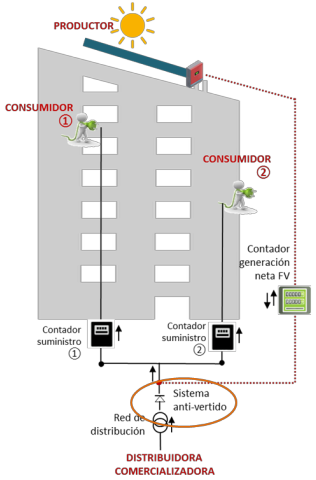 PRODUCTOR
CONSUMIDOR
1
CONSUMIDOR
2
Contador
generación
neta FV
Contador
suministro
1
Contador
suministro
2
Sistema
anti-vertido
Red de
distribución
DISTRIBUIDORA
COMERCIALIZADORA